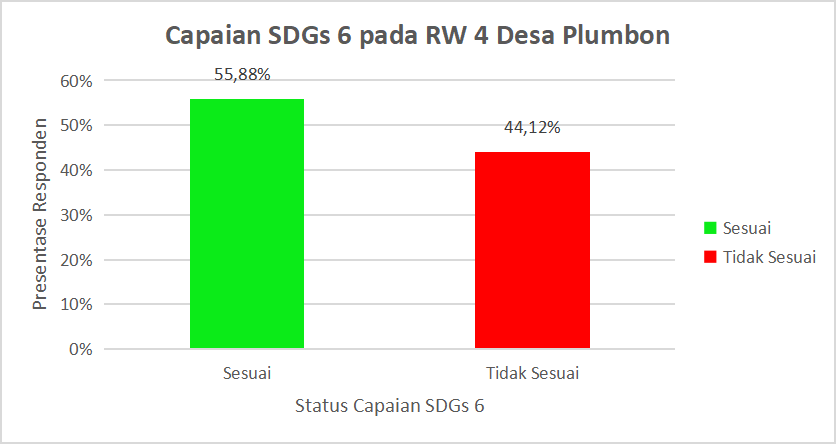 Capaian SDGs 6 pada RW 4 Desa Plumbon
55,88%
44,12%
60%
50%
40%
30%
20%
10%
0%
Presentase Responden
Sesuai
Tidak Sesuai
Status Capaian SDGs 6
Sesuai
Tidak Sesuai